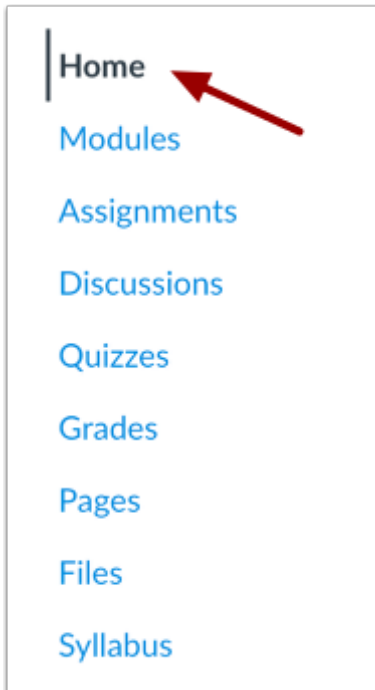 Home
Modules
Assignments
Discussions
Quizzes
Grades
Pages
Files
Syllabus